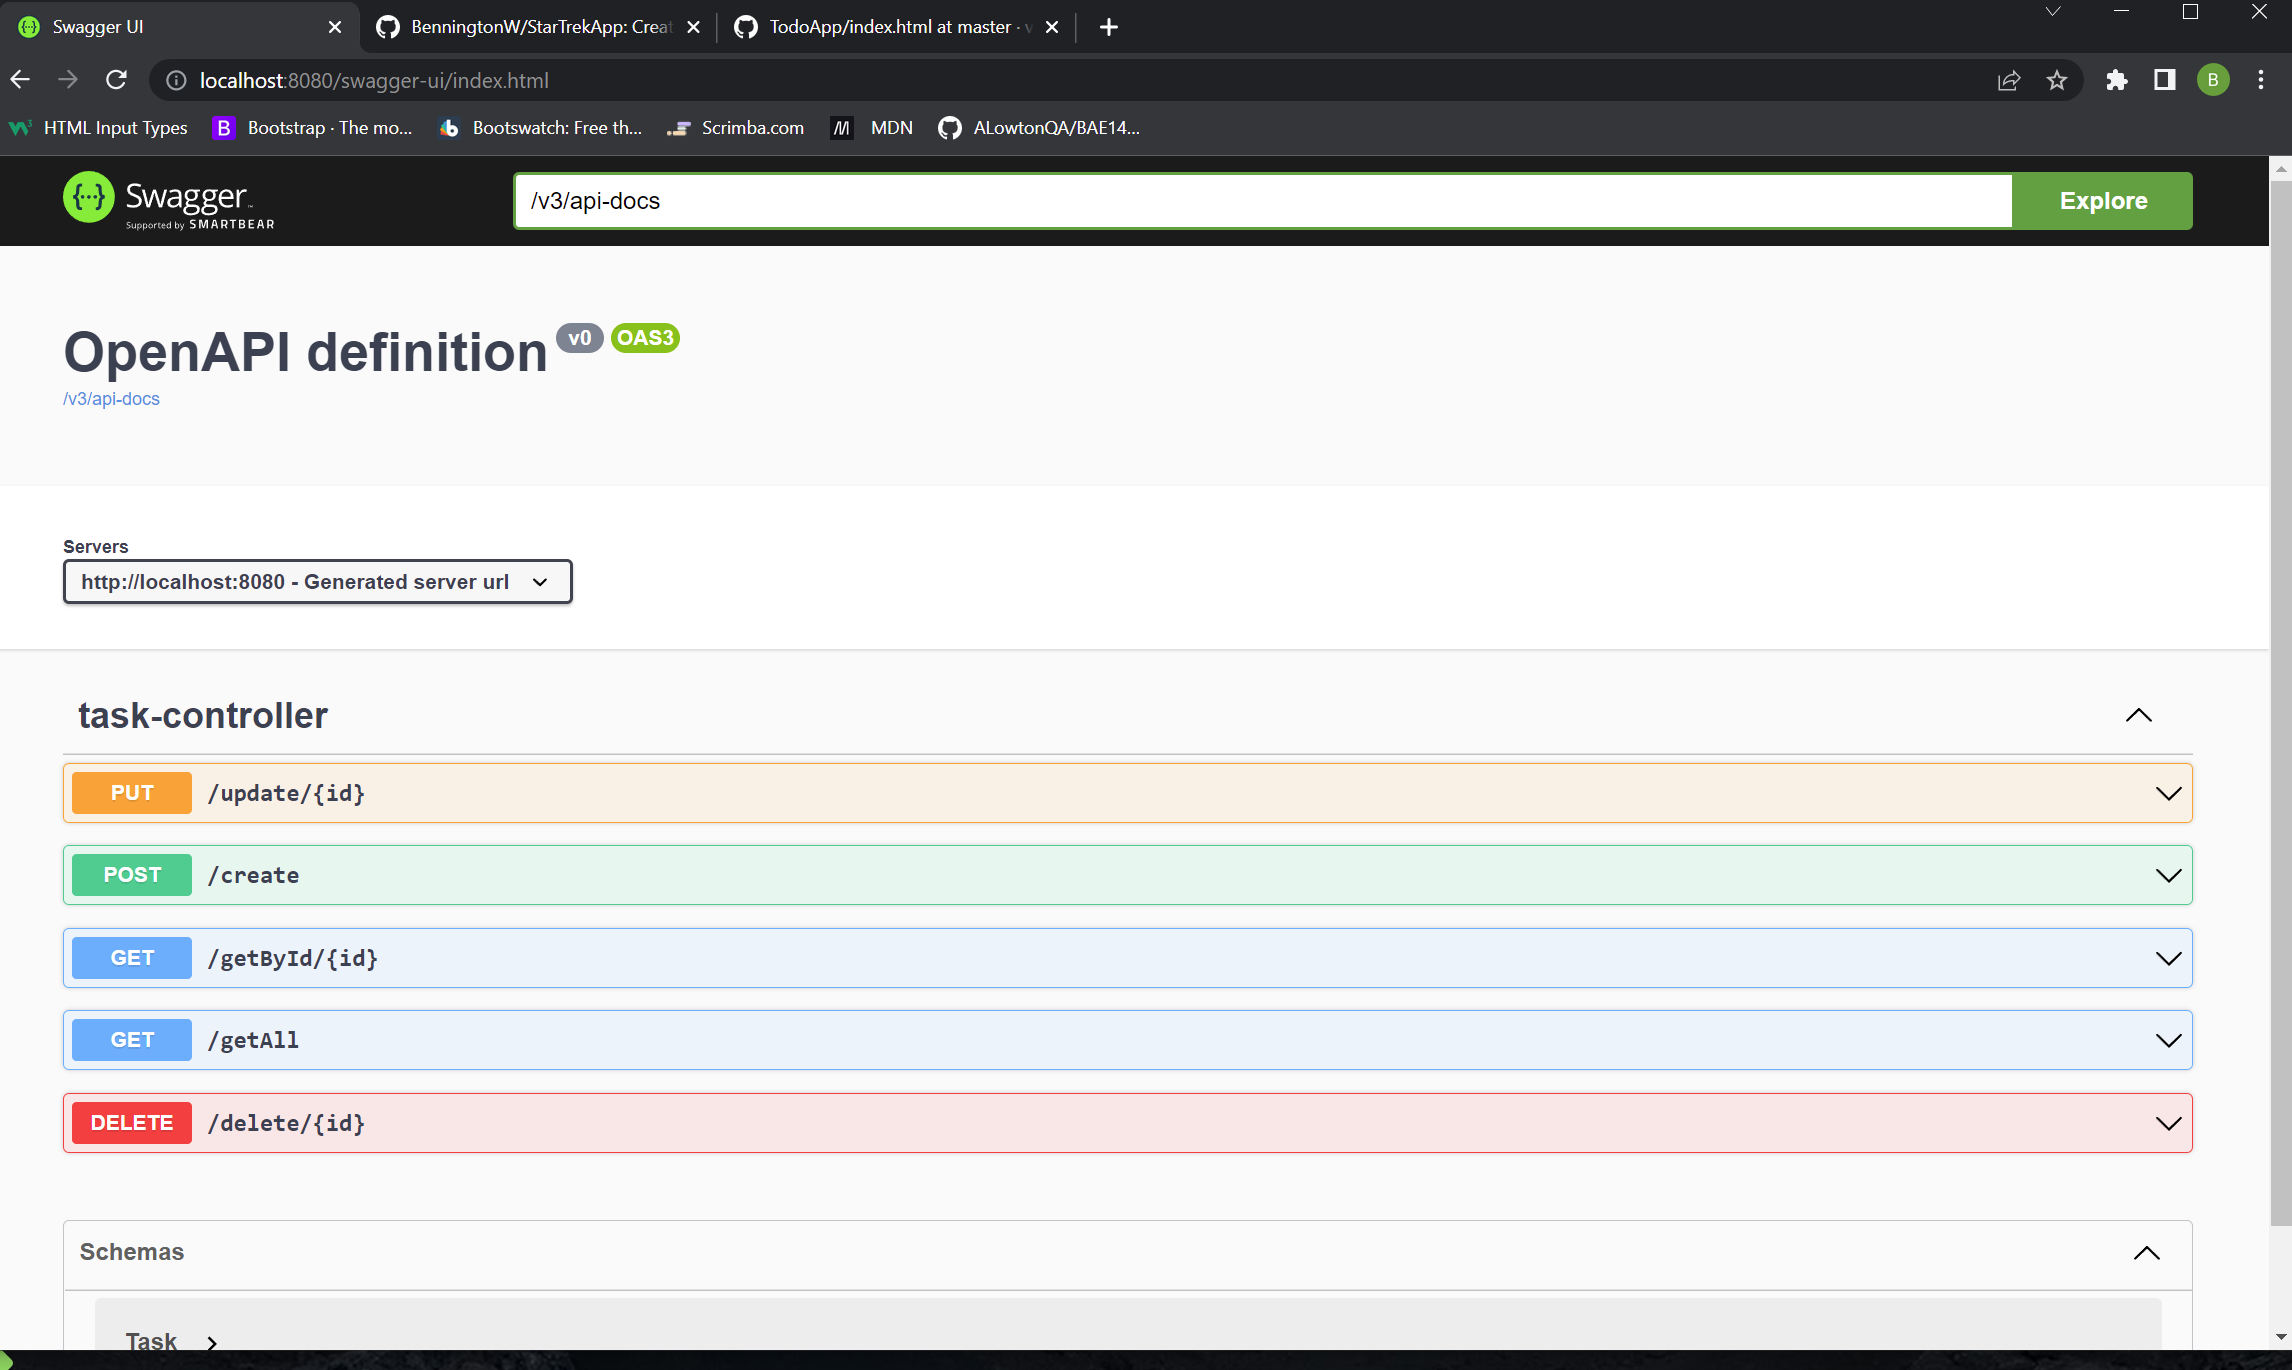 Swagger UI
BenningtonW/StarTrekApp: Creat
TodoApp/index.html at master · v
localhost:8080/swagger-ui/index.html
B
HTML Input Types
Bootstrap · The mo...
Bootswatch: Free th...
Scrimba.com
MDN
ALowtonQA/BAE14...
Swagger
Supported by SMARTBEAR
/v3/api-docs
Explore
OpenAPI definition v0 OAS3
/v3/api-docs
Servers
http://localhost:8080 - Generated server url
task-controller
PUT /update/{id}
POST /create
GET /getById/{id}
GET /getAll
DELETE /delete/{id}
Schemas
Task